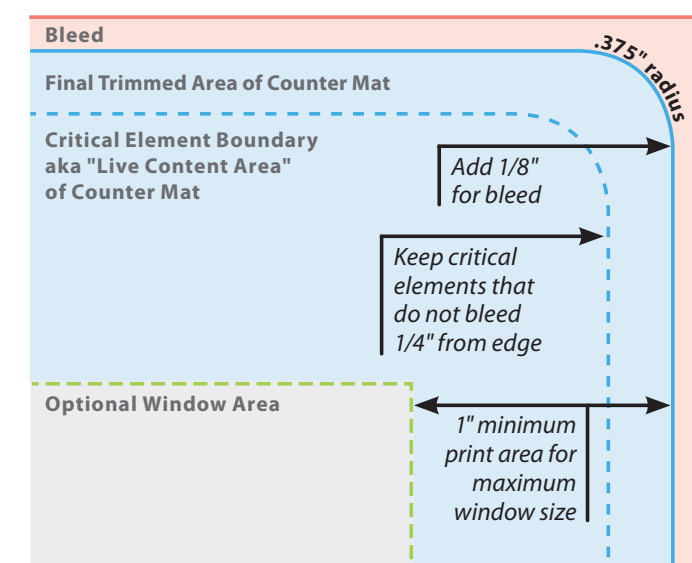 Bleed
.375" radius
Final Trimmed Area of Counter Mat
Critical Element Boundary
aka "Live Content Area"
of Counter Mat
Add 1/8"
for bleed
Keep critical
elements that
do not bleed
1/4" from edge
Optional Window Area
1" minimum
print area for
maximum
window size